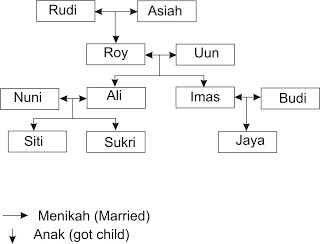 Rudi Asiah
Roy Uun
Nuni Ali Imas Budi
Siti Sukri Jaya
Menikah (Married)
Anak (got child)